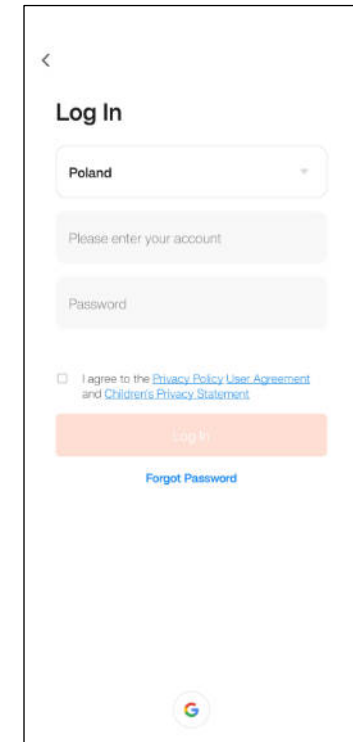 Log In
Poland
Please enter your account
Password
I agree to the Privacy Policy User Agreement
and Children's Privacy Statement
Log In
Forgot Password